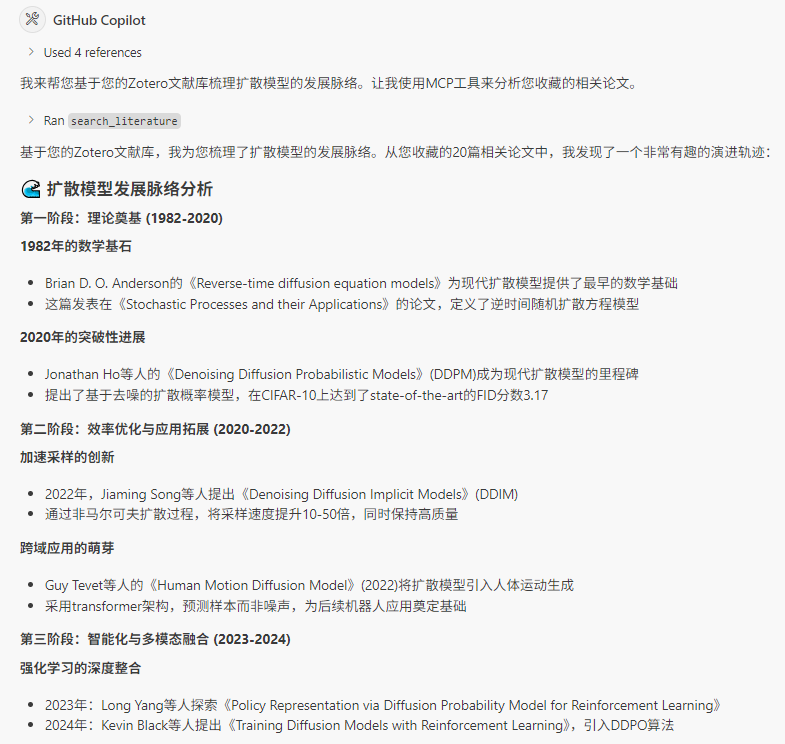 GitHub Copilot
Used 4 references
我来帮您基于您的Zotero文献库梳理扩散模型的发展脉络。让我使用MCP工具来分析您收藏的相关论文。
Ran search_literature
基于您的Zotero文献库，我为您梳理了扩散模型的发展脉络。从您收藏的20篇相关论文中，我发现了一个非常有趣的演进轨迹：
🌊 扩散模型发展脉络分析
第一阶段：理论奠基 (1982-2020)
1982年的数学基石
Brian D. O. Anderson的《Reverse-time diffusion equation models》为现代扩散模型提供了最早的数学基础
这篇发表在《Stochastic Processes and their Applications》的论文，定义了逆时间随机扩散方程模型
2020年的突破性进展
Jonathan Ho等人的《Denoising Diffusion Probabilistic Models》(DDPM)成为现代扩散模型的里程碑
提出了基于去噪的扩散概率模型，在CIFAR-10上达到了state-of-the-art的FID分数3.17
第二阶段：效率优化与应用拓展 (2020-2022)
加速采样的创新
2022年，Jiaming Song等人提出《Denoising Diffusion Implicit Models》(DDIM)
通过非马尔可夫扩散过程，将采样速度提升10-50倍，同时保持高质量
跨域应用的萌芽
Guy Tevet等人的《Human Motion Diffusion Model》(2022)将扩散模型引入人体运动生成
采用transformer架构，预测样本而非噪声，为后续机器人应用奠定基础
第三阶段：智能化与多模态融合 (2023-2024)
强化学习的深度整合
2023年：Long Yang等人探索《Policy Representation via Diffusion Probability Model for Reinforcement Learning》
2024年：Kevin Black等人提出《Training Diffusion Models with Reinforcement Learning》，引入DDPO算法